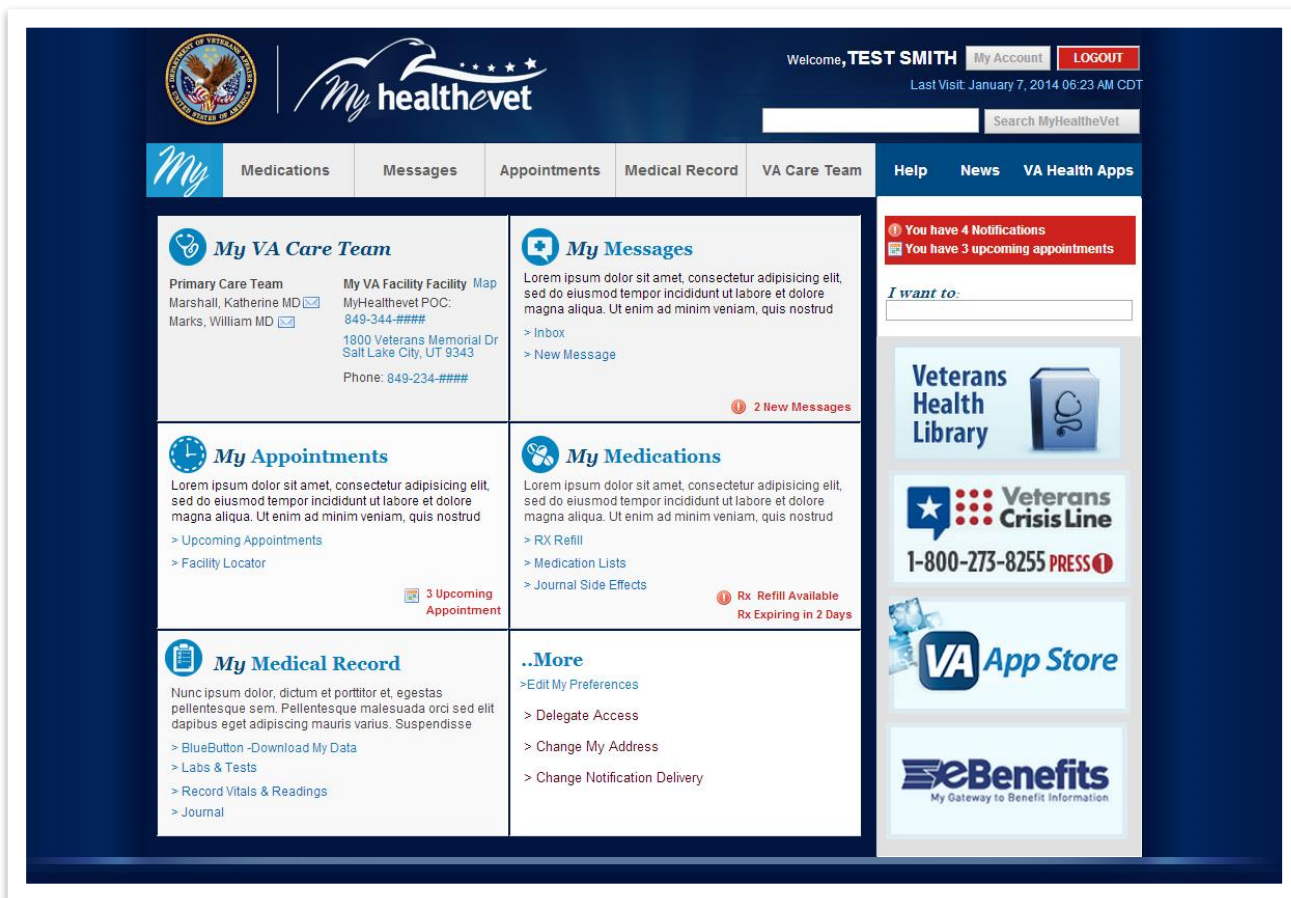 DEPARTMENT OF VETERANS AFFAIRS
UNITED STATES OF AMERICA
My healthevet
Welcome, TEST SMITH My Account LOGOUT
Last Visit: January 7, 2014 06:23 AM CDT
Search MyHealtheVet
My Medications Messages Appointments Medical Record VA Care Team Help News VA Health Apps
My VA Care Team
Primary Care Team
Marshall, Katherine MD
Marks, William MD
My VA Facility Facility Map
MyHealthevet POC:
849-344-####
1800 Veterans Memorial Dr
Salt Lake City, UT 9343
Phone: 849-234-####
My Messages
Lorem ipsum dolor sit amet, consectetur adipisicing elit,
sed do eiusmod tempor incididunt ut labore et dolore
magna aliqua. Ut enim ad minim veniam, quis nostrud
> Inbox
> New Message
2 New Messages
My Appointments
Lorem ipsum dolor sit amet, consectetur adipisicing elit,
sed do eiusmod tempor incididunt ut labore et dolore
magna aliqua. Ut enim ad minim veniam, quis nostrud
> Upcoming Appointments
> Facility Locator
3 Upcoming
Appointment
My Medications
Lorem ipsum dolor sit amet, consectetur adipisicing elit,
sed do eiusmod tempor incididunt ut labore et dolore
magna aliqua. Ut enim ad minim veniam, quis nostrud
> RX Refill
> Medication Lists
> Journal Side Effects
Rx Refill Available
Rx Expiring in 2 Days
My Medical Record
Nunc ipsum dolor, dictum et porttitor et, egestas
pellentesque sem. Pellentesque malesuada orci sed elit
dapibus eget adipiscing mauris varius. Suspendisse
> BlueButton -Download My Data
> Labs & Tests
> Record Vitals & Readings
> Journal
..More
>Edit My Preferences
> Delegate Access
> Change My Address
> Change Notification Delivery
You have 4 Notifications
You have 3 upcoming appointments
I want to:
Veterans
Health
Library
Veterans
Crisis Line
1-800-273-8255 PRESS 1
VA App Store
eBenefits
My Gateway to Benefit Information